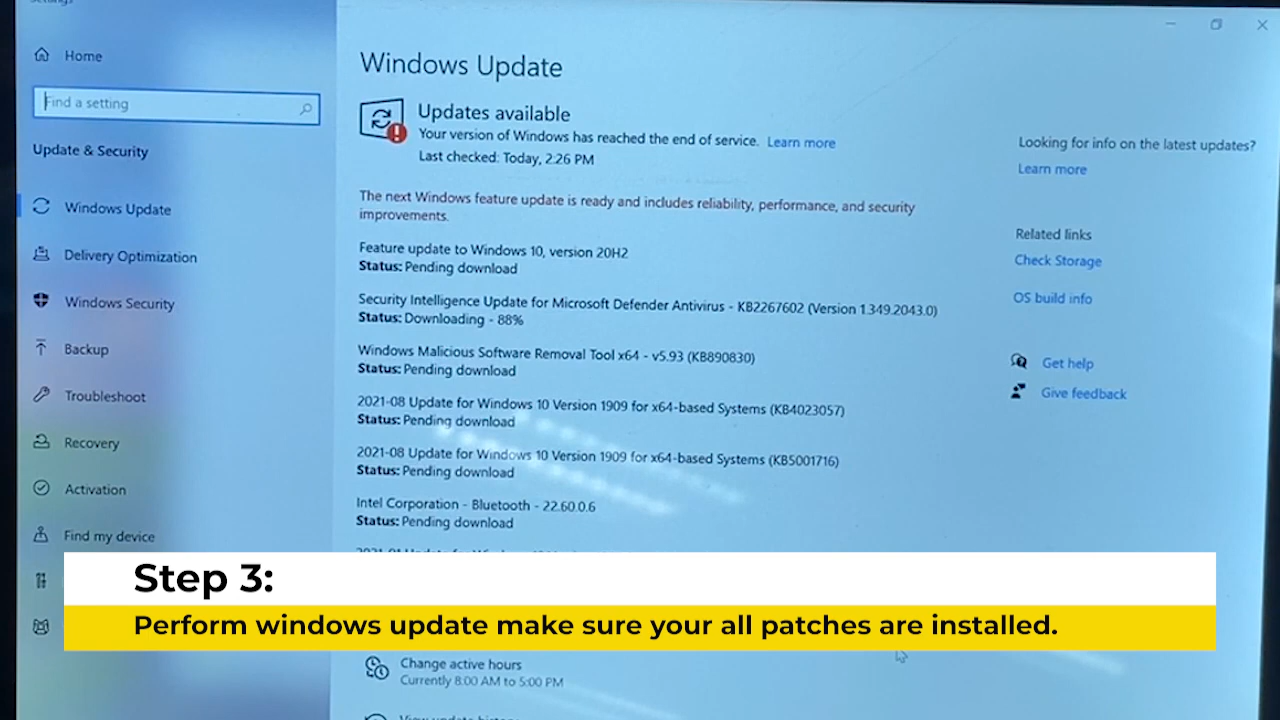 Home
Find a setting
Update & Security
Windows Update
Delivery Optimization
Windows Security
Backup
Troubleshoot
Recovery
Activation
Find my device
Windows Update
Updates available
Your version of Windows has reached the end of service. Learn more
Last checked: Today, 2:26 PM
The next Windows feature update is ready and includes reliability, performance, and security
improvements.
Feature update to Windows 10, version 20H2
Status: Pending download
Security Intelligence Update for Microsoft Defender Antivirus - KB2267602 (Version 1.349.2043.0)
Status: Downloading - 88%
Windows Malicious Software Removal Tool x64 - v5.93 (KB890830)
Status: Pending download
2021-08 Update for Windows 10 Version 1909 for x64-based Systems (KB4023057)
Status: Pending download
2021-08 Update for Windows 10 Version 1909 for x64-based Systems (KB5001716)
Status: Pending download
Intel Corporation - Bluetooth - 22.60.0.6
Status: Pending download
Looking for info on the latest updates?
Learn more
Related links
Check Storage
OS build info
Get help
Give feedback
Step 3:
Perform windows update make sure your all patches are installed.
Change active hours
Currently 8:00 AM to 5:00 PM